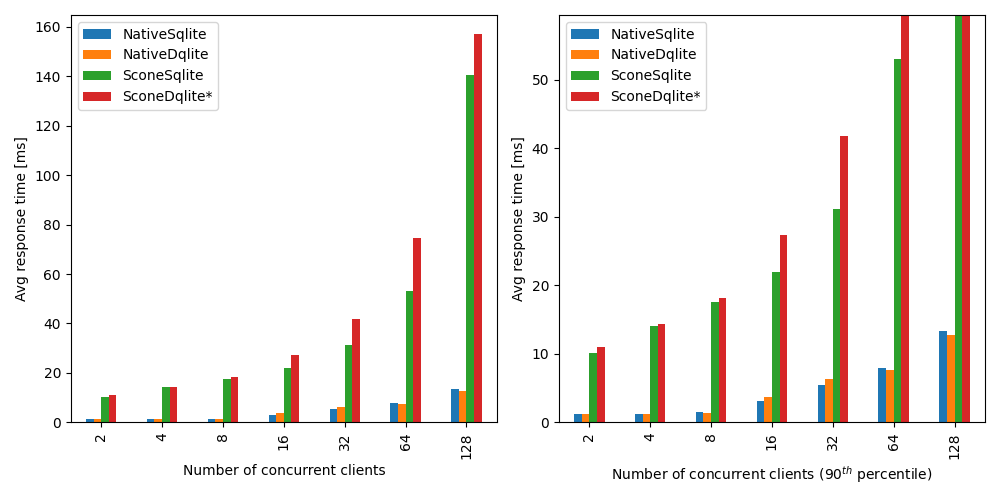 160
140
120
100
80
60
40
20
0
Avg response time [ms]
NativeSqlite
NativeDqlite
SconeSqlite
SconeDqlite*
2 4 8 16 32 64 128
Number of concurrent clients
50
40
30
20
10
0
Avg response time [ms]
NativeSqlite
NativeDqlite
SconeSqlite
SconeDqlite*
2 4 8 16 32 64 128
Number of concurrent clients (90th percentile)